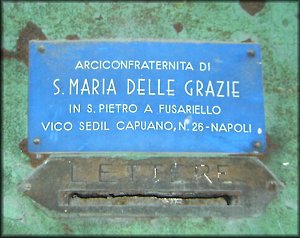 ARCICONFRATERNITA DI
S. MARIA DELLE GRAZIE
IN S. PIETRO A FUSARIELLO
VICO SEDIL CAPUANO, N. 26 - NAPOLI
LETTERE